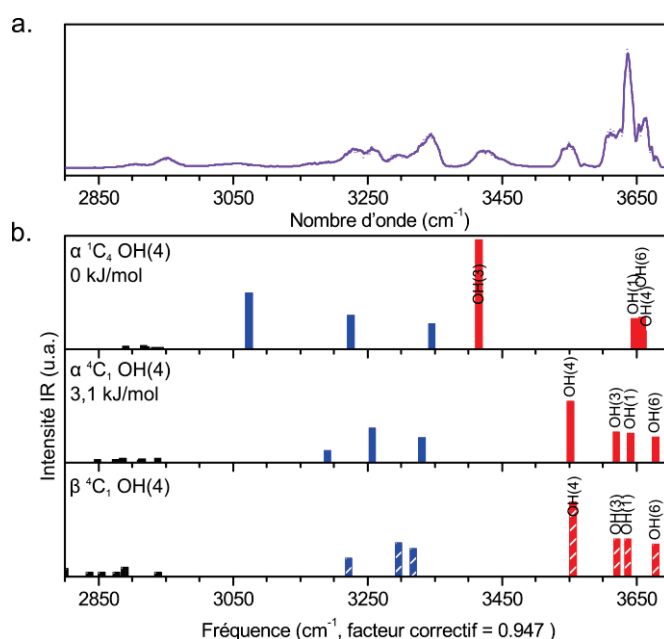 a.
2850 3050 3250 3450 3650
Nombre d'onde (cm⁻¹)
b.
Intensité IR (u.a.)
α ¹C₄ OH(4)
0 kJ/mol
OH(3)
OH(1)
OH(4)
OH(6)
α ⁴C₁ OH(4)
3,1 kJ/mol
OH(4)
OH(3)
OH(1)
OH(6)
β ⁴C₁ OH(4)
OH(4)
OH(3)
OH(1)
OH(6)
2850 3050 3250 3450 3650
Fréquence (cm⁻¹, facteur correctif = 0.947 )